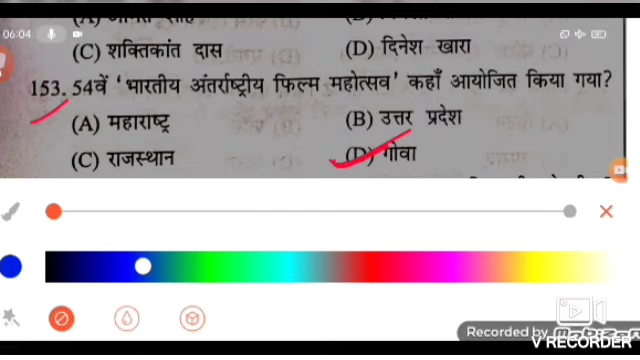 06:04
(C) शक्तिकांत दास (D) दिनेश खारा
153. 54वें 'भारतीय अंतर्राष्ट्रीय फिल्म महोत्सव' कहाँ आयोजित किया गया?
(A) महाराष्ट्र (B) उत्तर प्रदेश
(C) राजस्थान (D) गोवा
Recorded by
V RECORDER